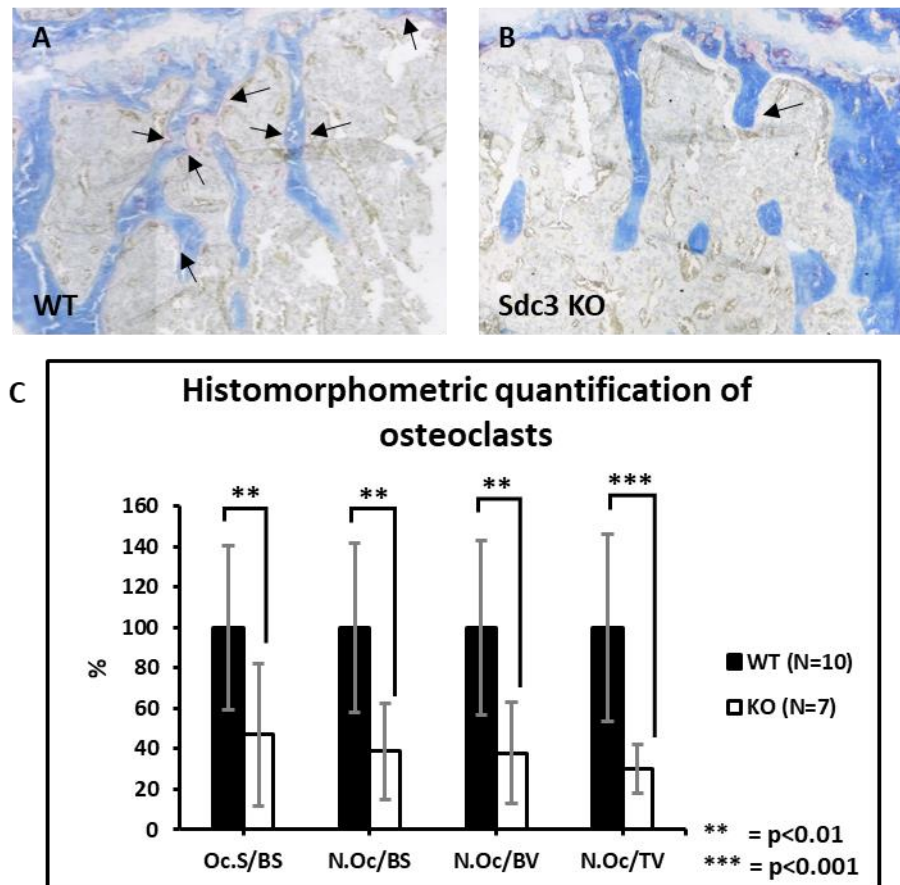 A
B
WT
Sdc3 KO
C
Histomorphometric quantification of
osteoclasts
**
**
**
***
160
140
120
100
80
60
40
20
0
%
WT (N=10)
KO (N=7)
Oc.S/BS
N.Oc/BS
N.Oc/BV
N.Oc/TV
** = p<0.01
*** = p<0.001